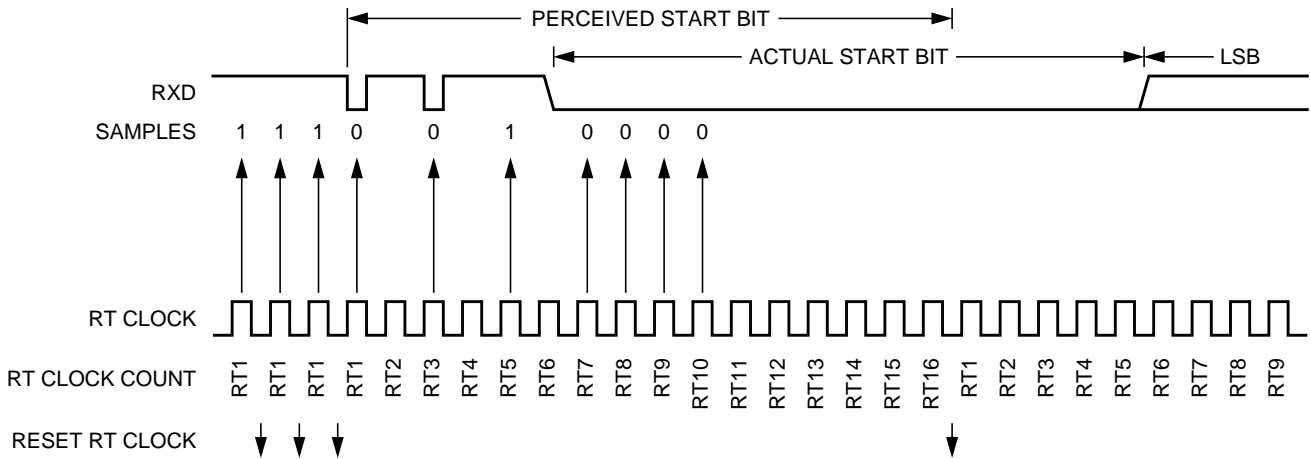 PERCEIVED START BIT
ACTUAL START BIT
LSB
RXD
SAMPLES 1 1 1 0 0 1 0 0 0 0
RT CLOCK
RT CLOCK COUNT RT1 RT1 RT1 RT1 RT2 RT3 RT4 RT5 RT6 RT7 RT8 RT9 RT10 RT11 RT12 RT13 RT14 RT15 RT16 RT1 RT2 RT3 RT4 RT5 RT6 RT7 RT8 RT9
RESET RT CLOCK